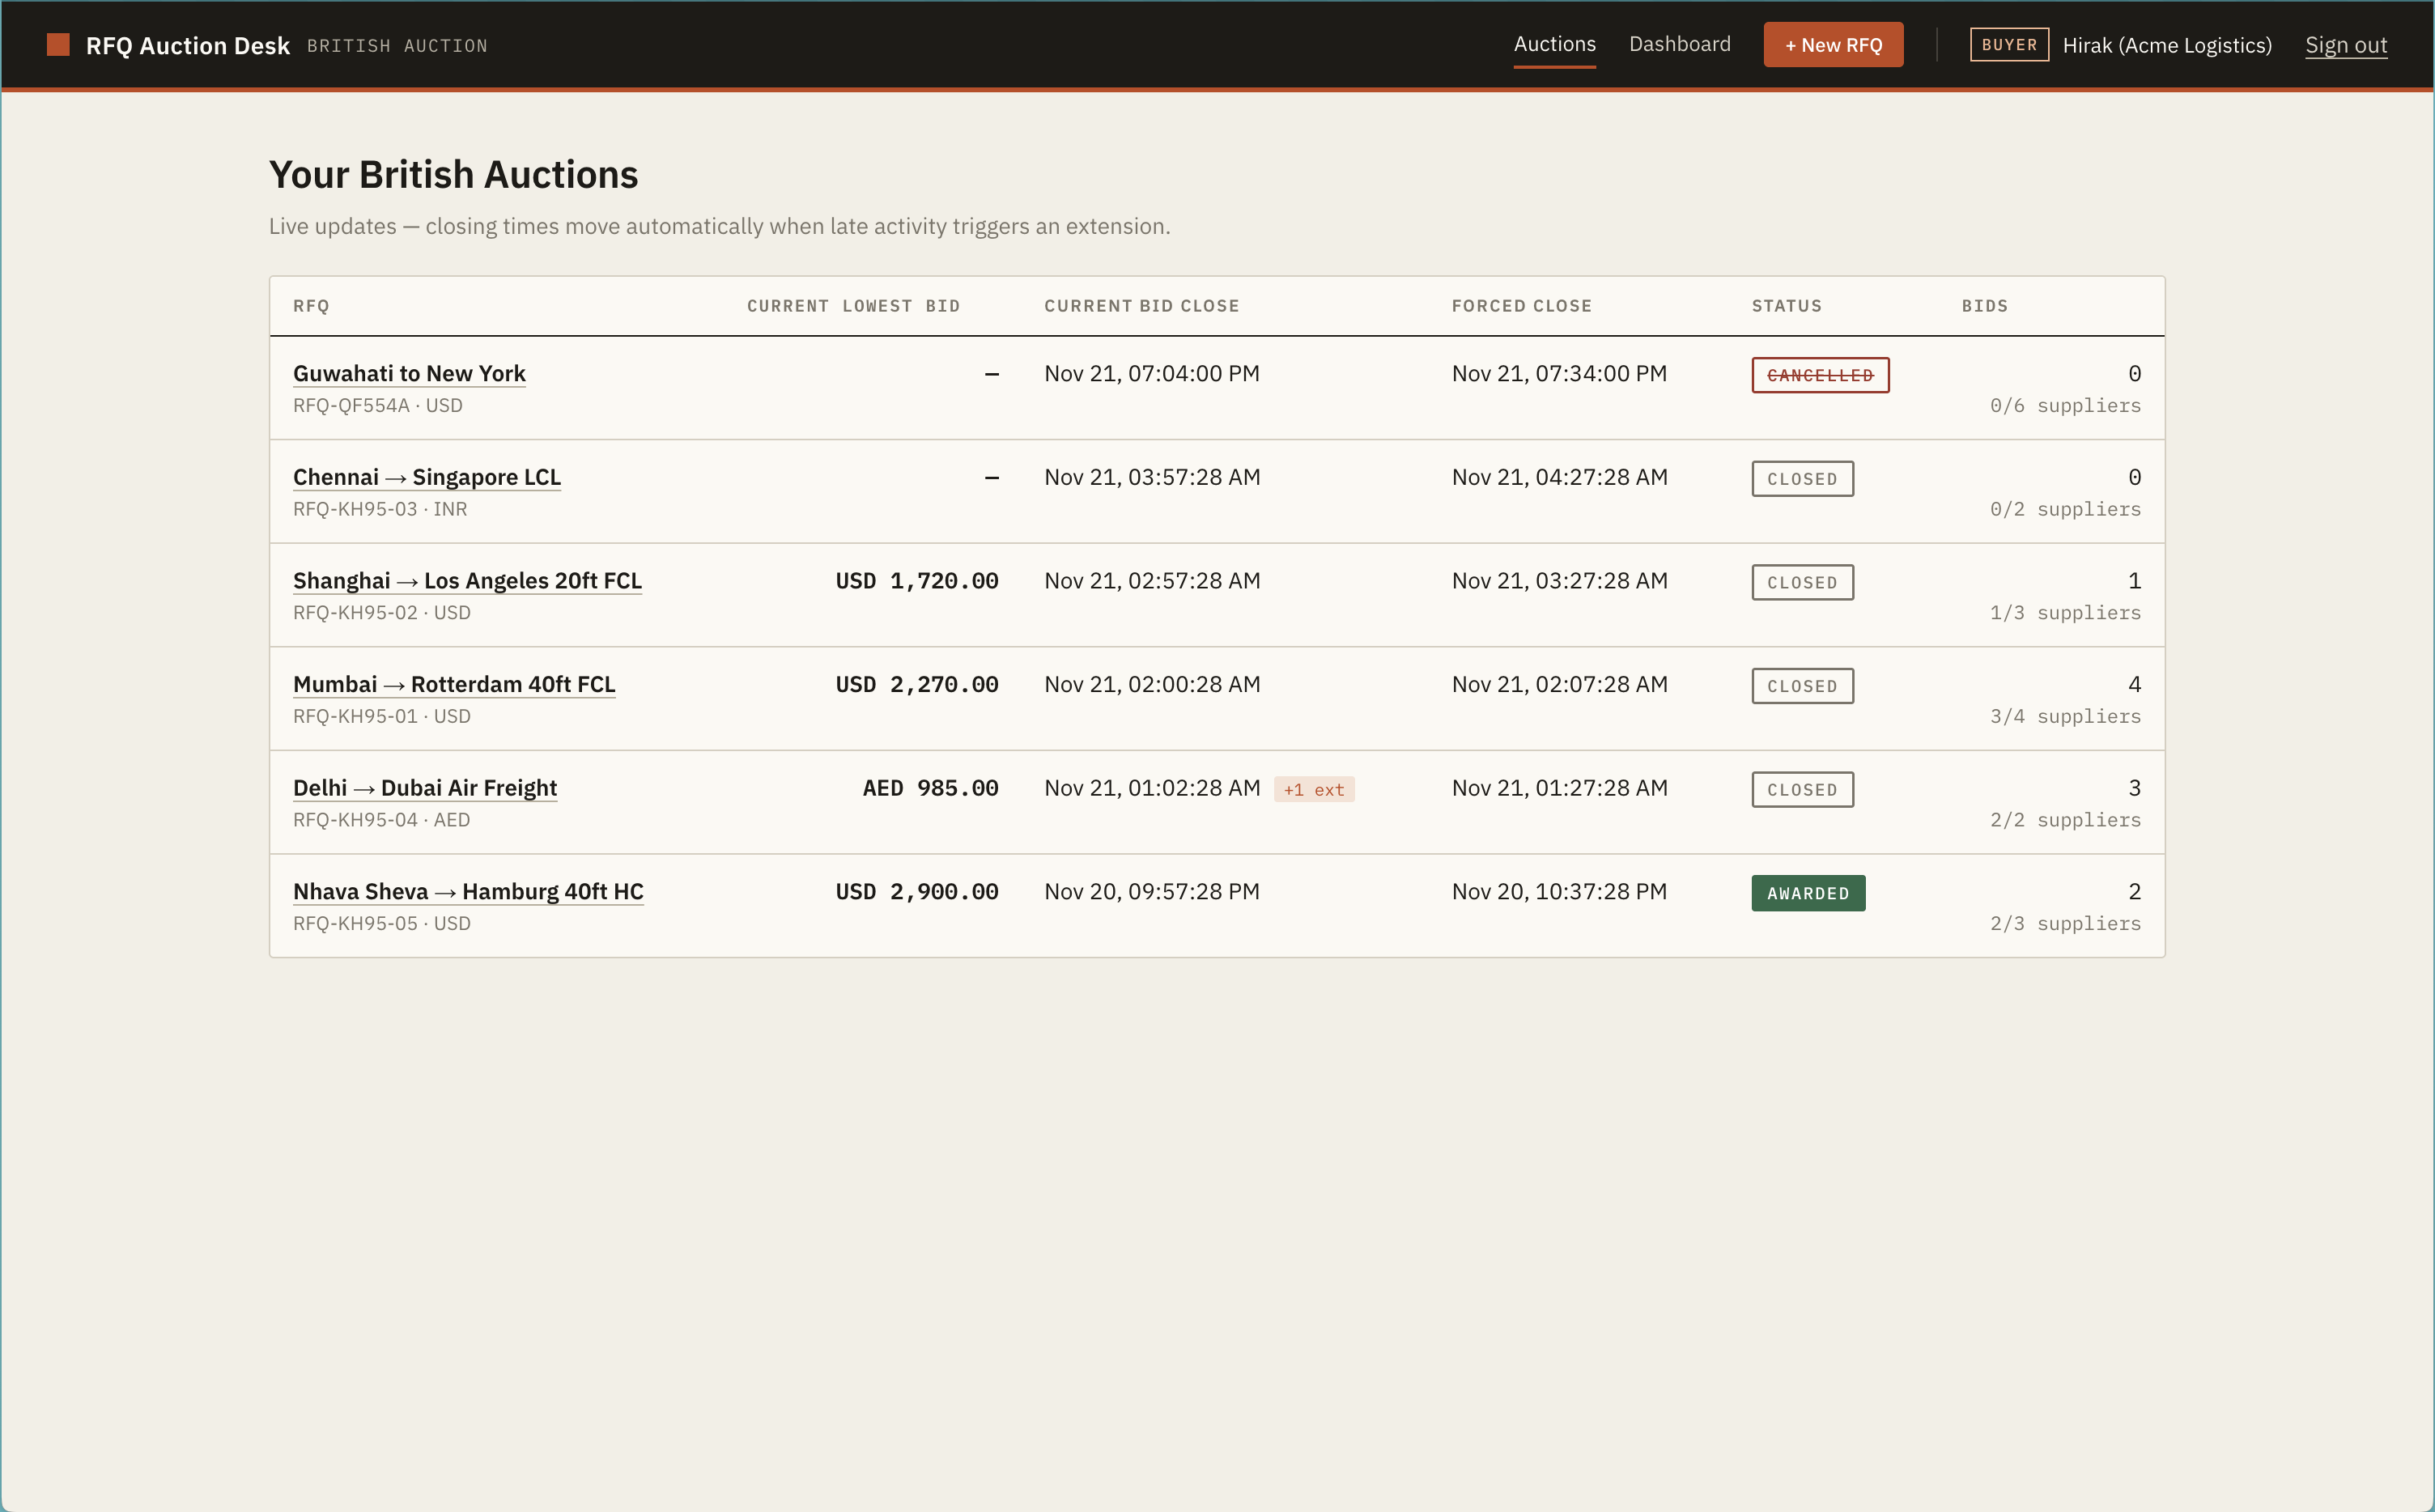 RFQ Auction Desk BRITISH AUCTION Auctions Dashboard + New RFQ BUYER Hirak (Acme Logistics) Sign out
Your British Auctions
Live updates — closing times move automatically when late activity triggers an extension.
RFQ CURRENT LOWEST BID CURRENT BID CLOSE FORCED CLOSE STATUS BIDS
Guwahati to New York — Nov 21, 07:04:00 PM Nov 21, 07:34:00 PM CANCELLED 0
RFQ-QF554A · USD 0/6 suppliers
Chennai → Singapore LCL — Nov 21, 03:57:28 AM Nov 21, 04:27:28 AM CLOSED 0
RFQ-KH95-03 · INR 0/2 suppliers
Shanghai → Los Angeles 20ft FCL USD 1,720.00 Nov 21, 02:57:28 AM Nov 21, 03:27:28 AM CLOSED 1
RFQ-KH95-02 · USD 1/3 suppliers
Mumbai → Rotterdam 40ft FCL USD 2,270.00 Nov 21, 02:00:28 AM Nov 21, 02:07:28 AM CLOSED 4
RFQ-KH95-01 · USD 3/4 suppliers
Delhi → Dubai Air Freight AED 985.00 Nov 21, 01:02:28 AM +1 ext Nov 21, 01:27:28 AM CLOSED 3
RFQ-KH95-04 · AED 2/2 suppliers
Nhava Sheva → Hamburg 40ft HC USD 2,900.00 Nov 20, 09:57:28 PM Nov 20, 10:37:28 PM AWARDED 2
RFQ-KH95-05 · USD 2/3 suppliers